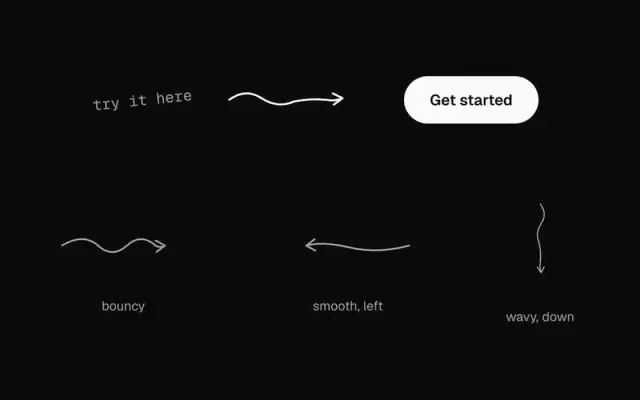 try it here
Get started
bouncy
smooth, left
wavy, down